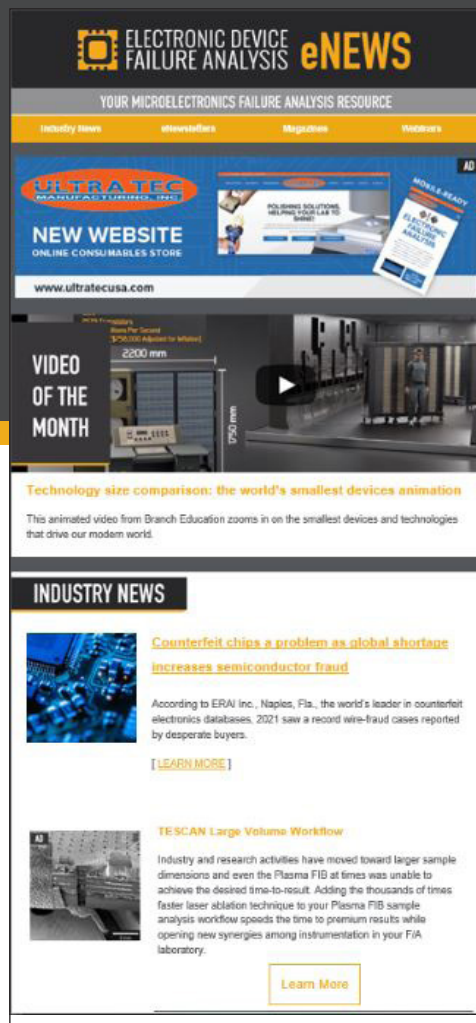 ELECTRONIC DEVICE
FAILURE ANALYSIS eNEWS
YOUR MICROELECTRONICS FAILURE ANALYSIS RESOURCE
Industry News eNewsletters Magazines Webinars
AD
ULTRA TEC
MANUFACTURING, INC
NEW WEBSITE
ONLINE CONSUMABLES STORE
www.ultratecusa.com
POLISHING SOLUTIONS,
HELPING YOUR LAB TO
SHINE!
MOBILE-READY
ELECTRONIC
FAILURE
ANALYSIS
Per Second
Adjusted for Inflation)
2200 mm
1750 mm
VIDEO
OF THE
MONTH
Technology size comparison: the world's smallest devices animation
This animated video from Branch Education zooms in on the smallest devices and technologies
that drive our modern world.
INDUSTRY NEWS
Counterfeit chips a problem as global shortage
increases semiconductor fraud
According to ERAI Inc., Naples, Fla., the world's leader in counterfeit
electronics databases, 2021 saw a record wire-fraud cases reported
by desperate buyers.
[ LEARN MORE ]
AD
TESCAN Large Volume Workflow
Industry and research activities have moved toward larger sample
dimensions and even the Plasma FIB at times was unable to
achieve the desired time-to-result. Adding the thousands of times
faster laser ablation technique to your Plasma FIB sample
analysis workflow speeds the time to premium results while
opening new synergies among instrumentation in your F/A
laboratory.
Learn More